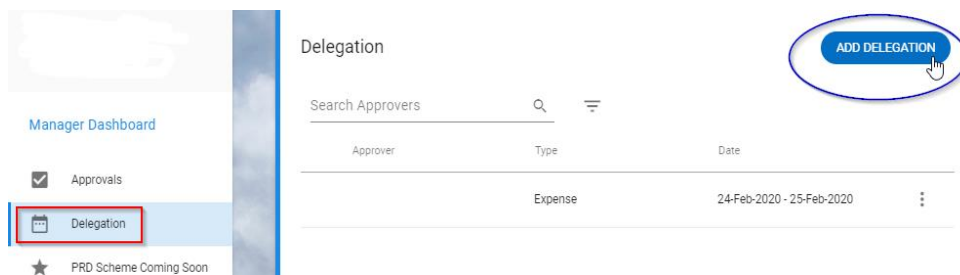 Manager Dashboard
Approvals
Delegation
PRD Scheme Coming Soon
Delegation
ADD DELEGATION
Search Approvers
Approver Type Date
Expense 24-Feb-2020 - 25-Feb-2020